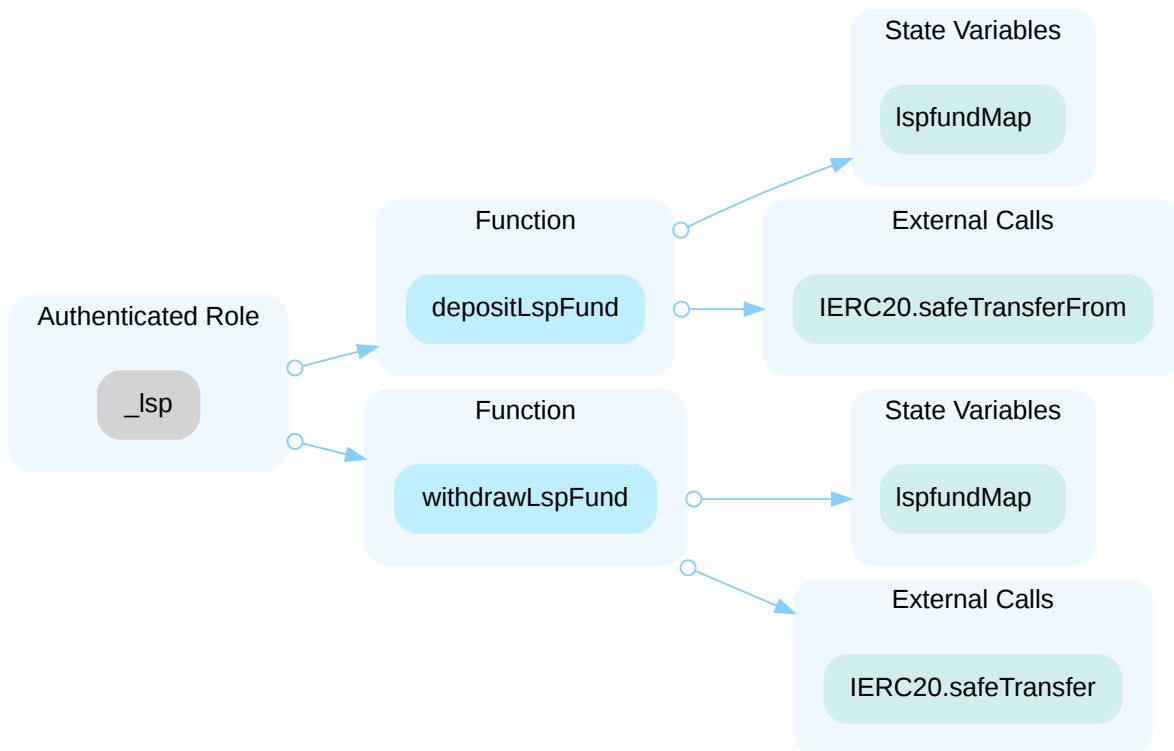 Authenticated Role
_lsp
Function
depositLspFund
State Variables
lspfundMap
External Calls
IERC20.safeTransferFrom
Function
withdrawLspFund
State Variables
lspfundMap
External Calls
IERC20.safeTransfer